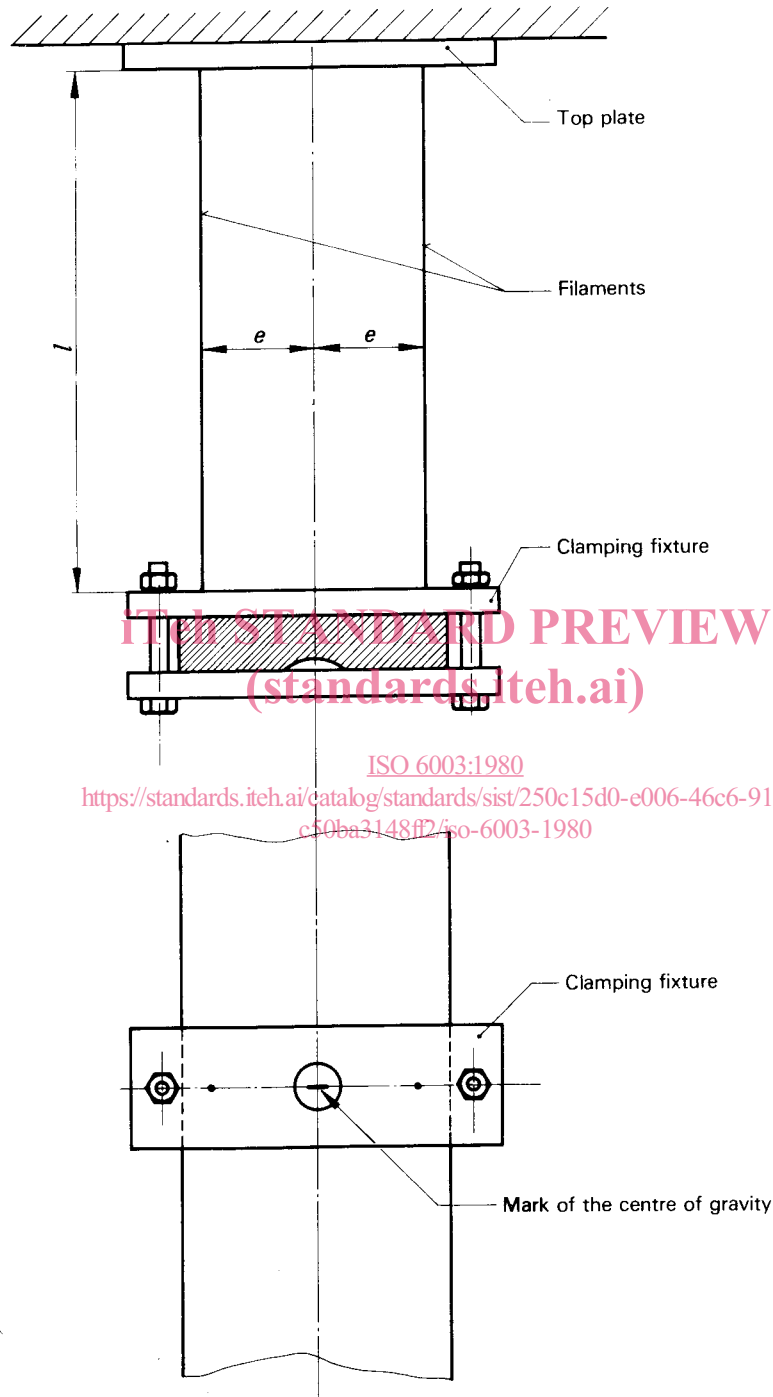 Top plate
Filaments
e e
l
Clamping fixture
iTeh STANDARD PREVIEW
(standards.iteh.ai)
ISO 6003:1980
https://standards.iteh.ai/catalog/standards/sist/250c15d0-e006-46c6-91
c50ba3148ff2/iso-6003-1980
Clamping fixture
Mark of the centre of gravity